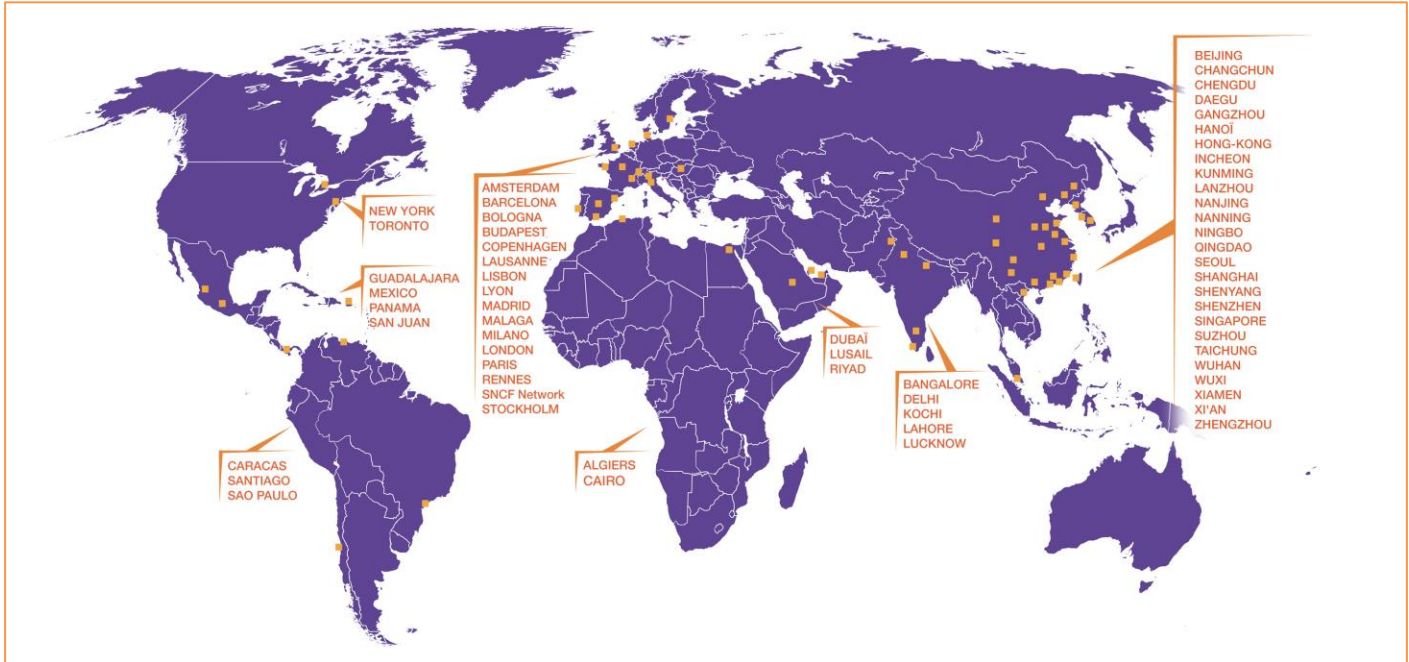 NEW YORK
TORONTO
GUADALAJARA
MEXICO
PANAMA
SAN JUAN
CARACAS
SANTIAGO
SAO PAULO
AMSTERDAM
BARCELONA
BOLOGNA
BUDAPEST
COPENHAGEN
LAUSANNE
LISBON
LYON
MADRID
MALAGA
MILANO
LONDON
PARIS
RENNES
SNCF Network
STOCKHOLM
ALGIERS
CAIRO
DUBAÏ
LUSAIL
RIYAD
BANGALORE
DELHI
KOCHI
LAHORE
LUCKNOW
BEIJING
CHANGCHUN
CHENGDU
DAEGU
GANGZHOU
HANOÏ
HONG-KONG
INCHEON
KUNMING
LANZHOU
NANJING
NANNING
NINGBO
QINGDAO
SEOUL
SHANGHAI
SHENYANG
SHENZHEN
SINGAPORE
SUZHOU
TAICHUNG
WUHAN
WUXI
XIAMEN
XI'AN
ZHENGZHOU